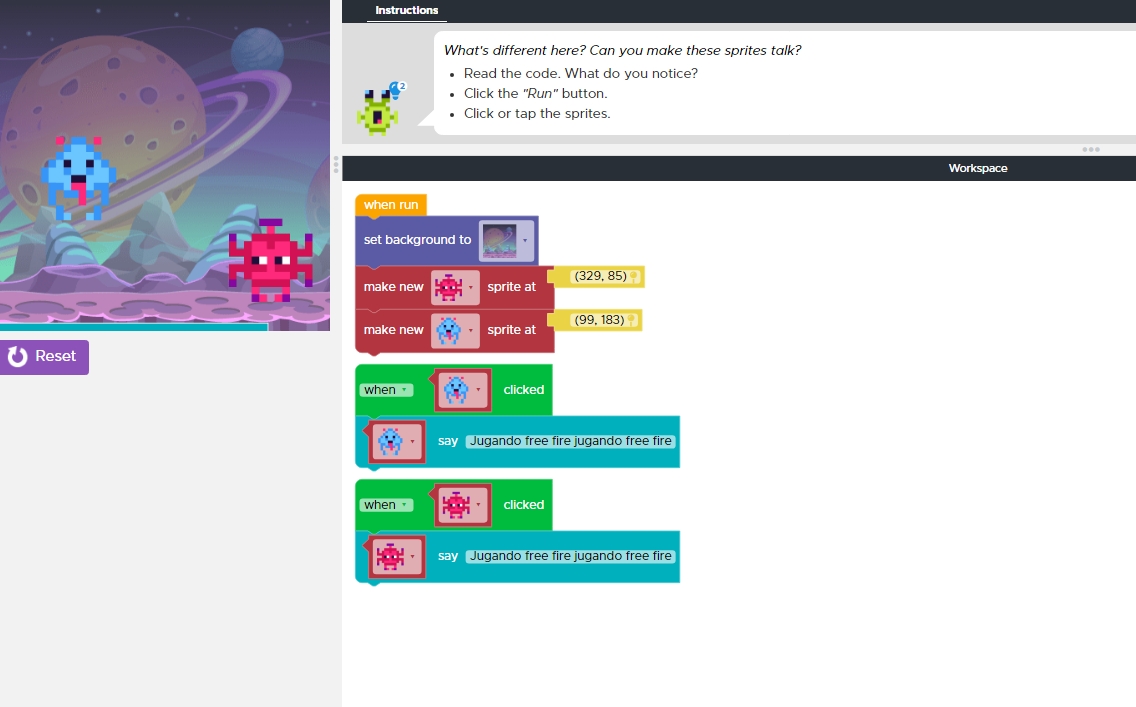 Instructions
What's different here? Can you make these sprites talk?
Read the code. What do you notice?
Click the "Run" button.
Click or tap the sprites.
2
Workspace
Reset
when run
set background to
make new sprite at (329, 85)
make new sprite at (99, 183)
when clicked
say Jugando free fire jugando free fire
when clicked
say Jugando free fire jugando free fire